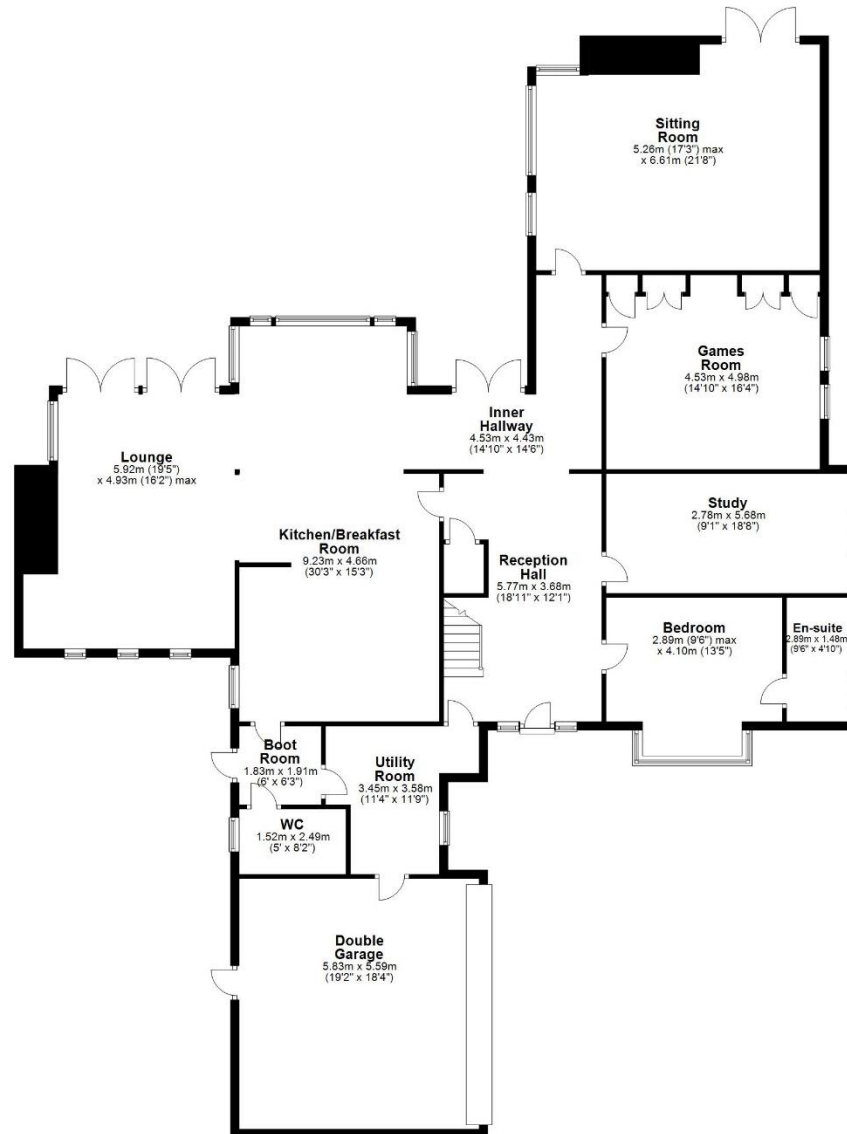 Sitting
Room
5.26m (17'3") max
x 6.61m (21'8")
Games
Room
4.53m x 4.98m
(14'10" x 16'4")
Inner
Hallway
4.53m x 4.43m
(14'10" x 14'6")
Lounge
5.92m (19'5")
x 4.93m (16'2") max
Kitchen/Breakfast
Room
9.23m x 4.66m
(30'3" x 15'3")
Study
2.78m x 5.68m
(9'1" x 18'8")
Reception
Hall
5.77m x 3.68m
(18'11" x 12'1")
Bedroom
2.89m (9'6") max
x 4.10m (13'5")
En-suite
2.89m x 1.48m
(9'6" x 4'10")
Boot
Room
1.83m x 1.91m
(6' x 6'3")
Utility
Room
3.45m x 3.58m
(11'4" x 11'9")
WC
1.52m x 2.49m
(5' x 8'2")
Double
Garage
5.83m x 5.59m
(19'2" x 18'4")